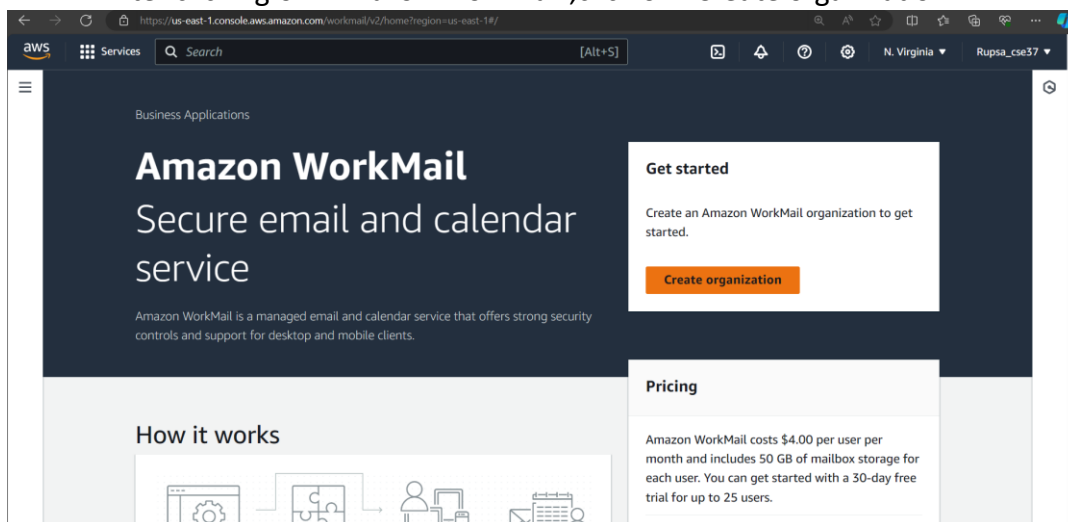 https://us-east-1.console.aws.amazon.com/workmail/v2/home?region=us-east-1#/
aws
Services
Search
[Alt+S]
N. Virginia
Rupsa_cse37
Business Applications
Amazon WorkMail
Secure email and calendar
service
Amazon WorkMail is a managed email and calendar service that offers strong security
controls and support for desktop and mobile clients.
Get started
Create an Amazon WorkMail organization to get
started.
Create organization
Pricing
Amazon WorkMail costs $4.00 per user per
month and includes 50 GB of mailbox storage for
each user. You can get started with a 30-day free
trial for up to 25 users.
How it works